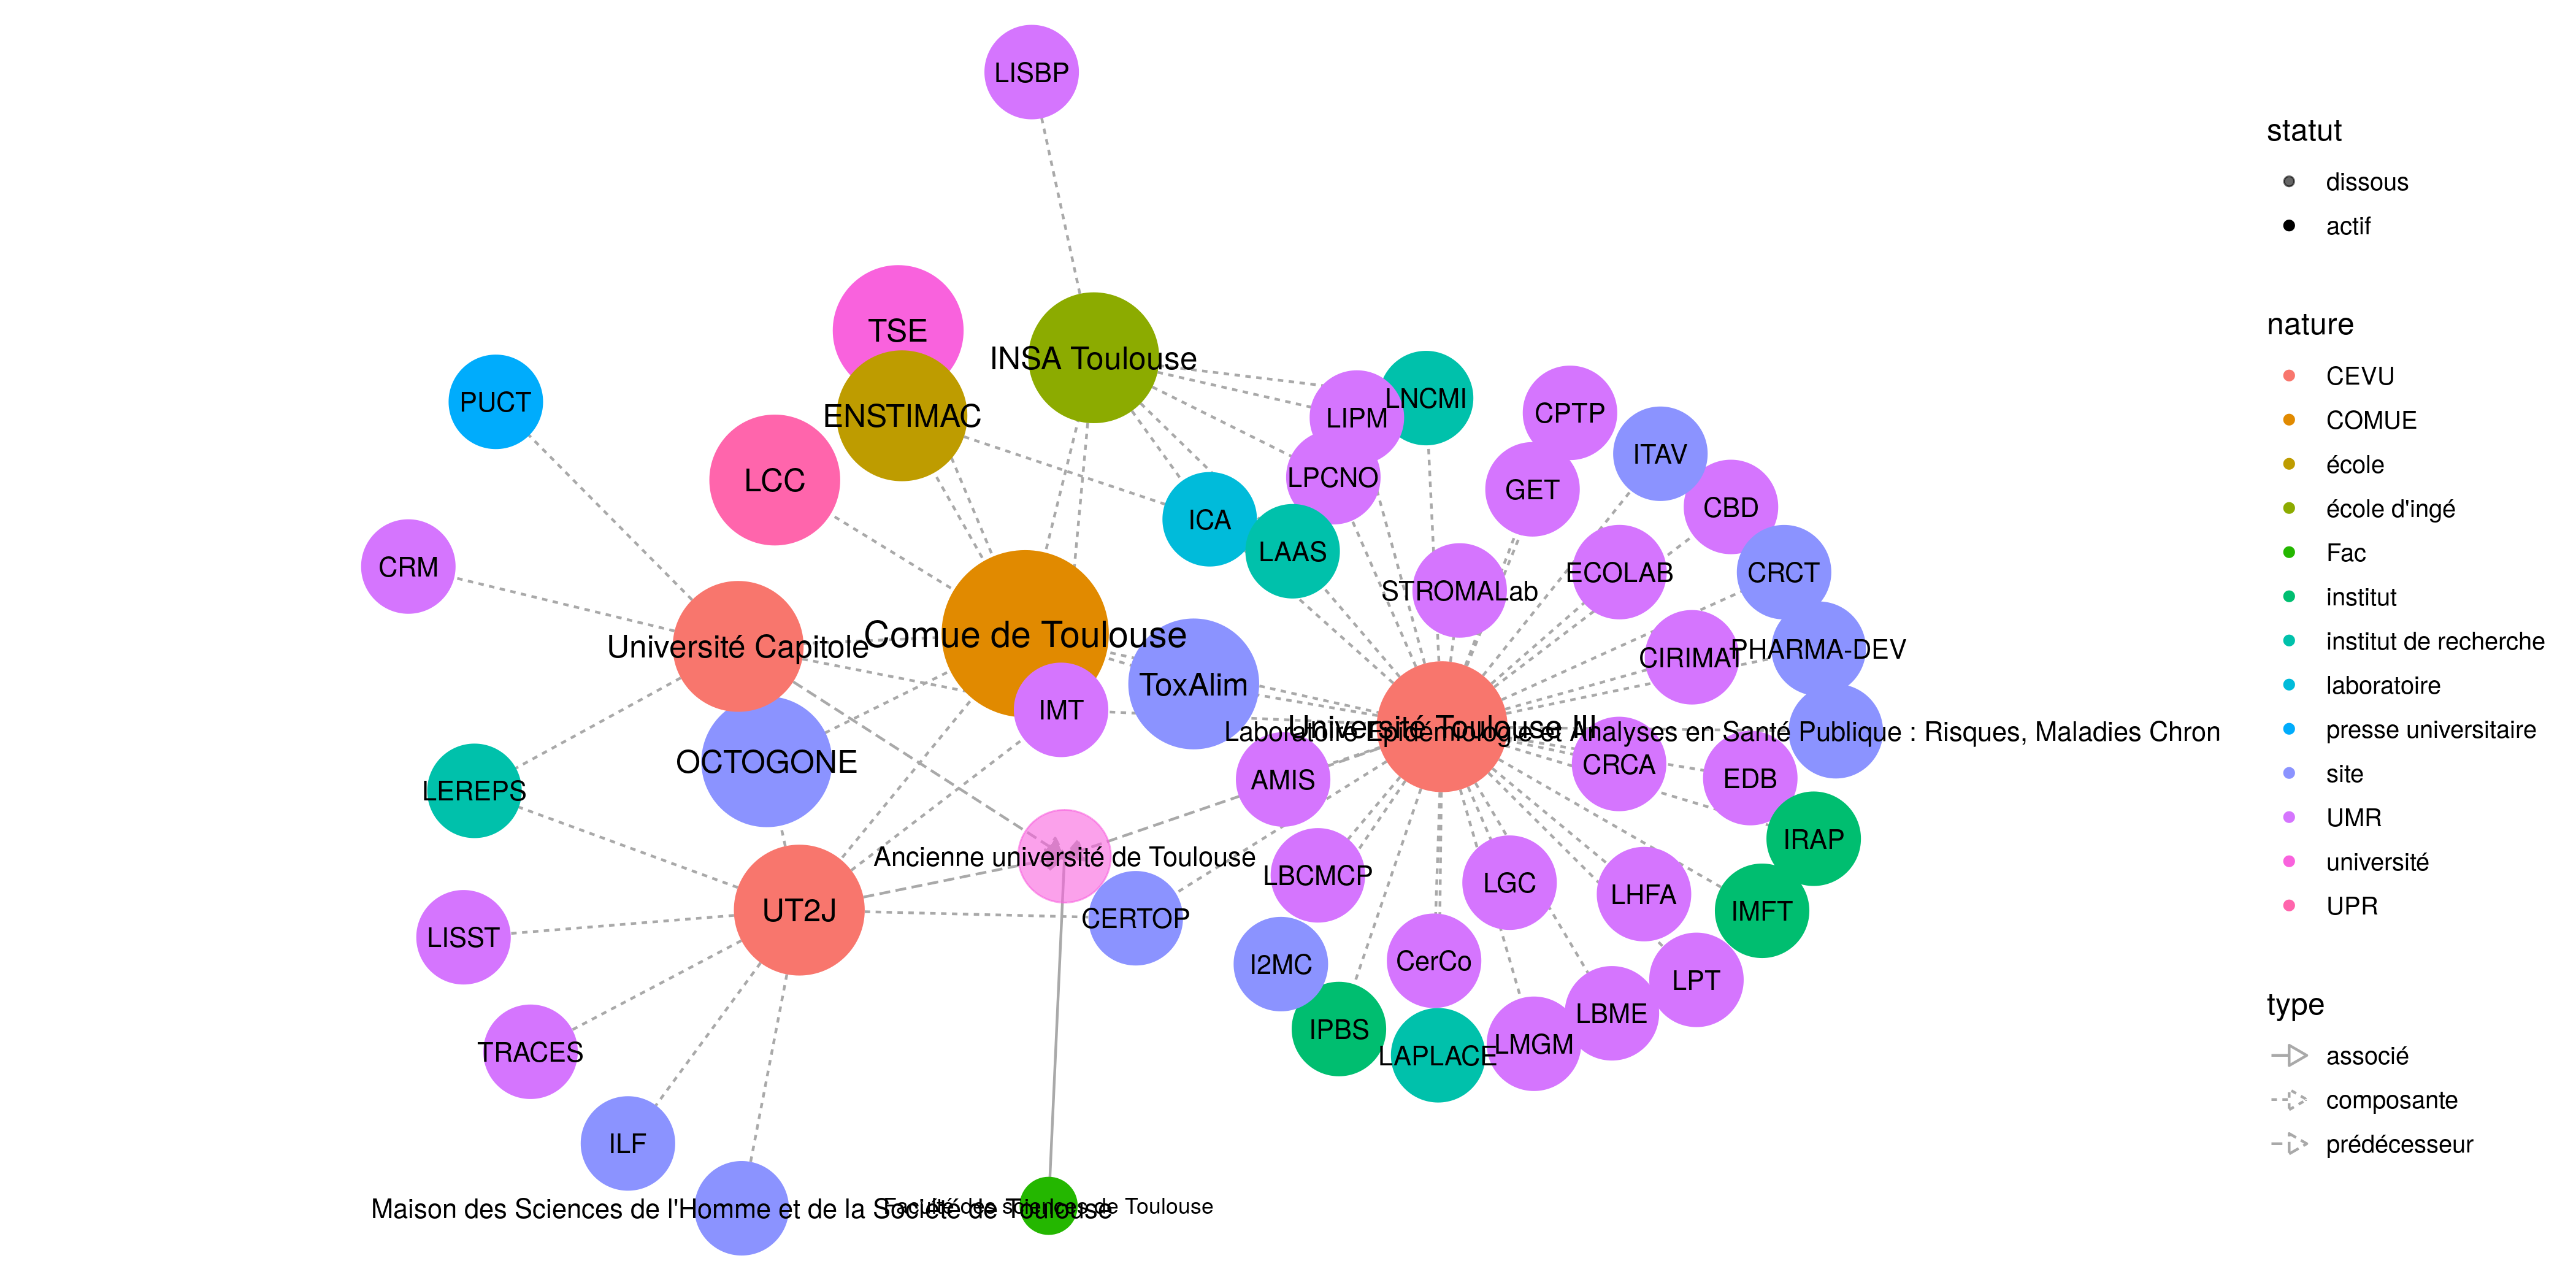 LISBP
TSE
INSA Toulouse
ENSTIMAC
PUCT
LCC
LIPM
LNCMI
CPTP
ITAV
LPCNO
GET
CBD
ICA
LAAS
CRM
STROMALab
ECOLAB
CRCT
Université Capitole
Comue de Toulouse
ToxAlim
IMT
CIRIMAT
PHARMA-DEV
Université Toulouse III
Laboratoire Epidémiologie et Analyses en Santé Publique : Risques, Maladies Chron
OCTOGONE
AMIS
CRCA
EDB
LEREPS
IRAP
Ancienne université de Toulouse
LBCMCP
LGC
LHFA
IMFT
UT2J
CERTOP
LISST
I2MC
CerCo
LPT
IPBS
LAPLACE
LMGM
LBME
TRACES
ILF
Maison des Sciences de l'Homme et de la Société de Toulouse
Faculté des sciences de Toulouse
statut
dissous
actif
nature
CEVU
COMUE
école
école d'ingé
Fac
institut
institut de recherche
laboratoire
presse universitaire
site
UMR
université
UPR
type
associé
composante
prédécesseur